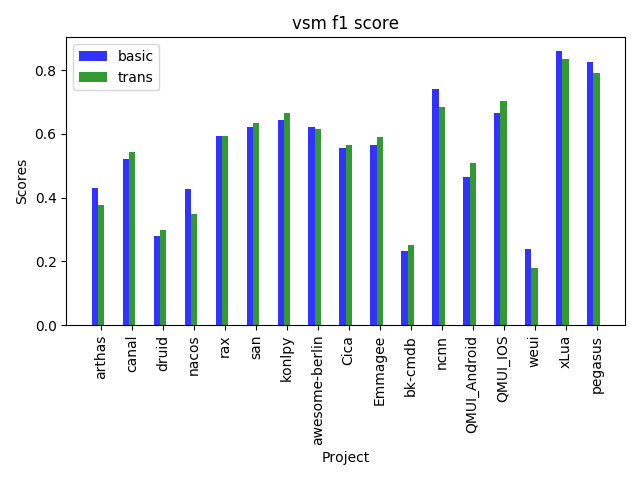 vsm f1 score
basic
trans
Scores
0.8
0.6
0.4
0.2
0.0
arthas
canal
druid
nacos
rax
san
konlpy
awesome-berlin
Cica
Emmagee
bk-cmdb
ncnn
QMUI_Android
QMUI_IOS
weui
xLua
pegasus
Project